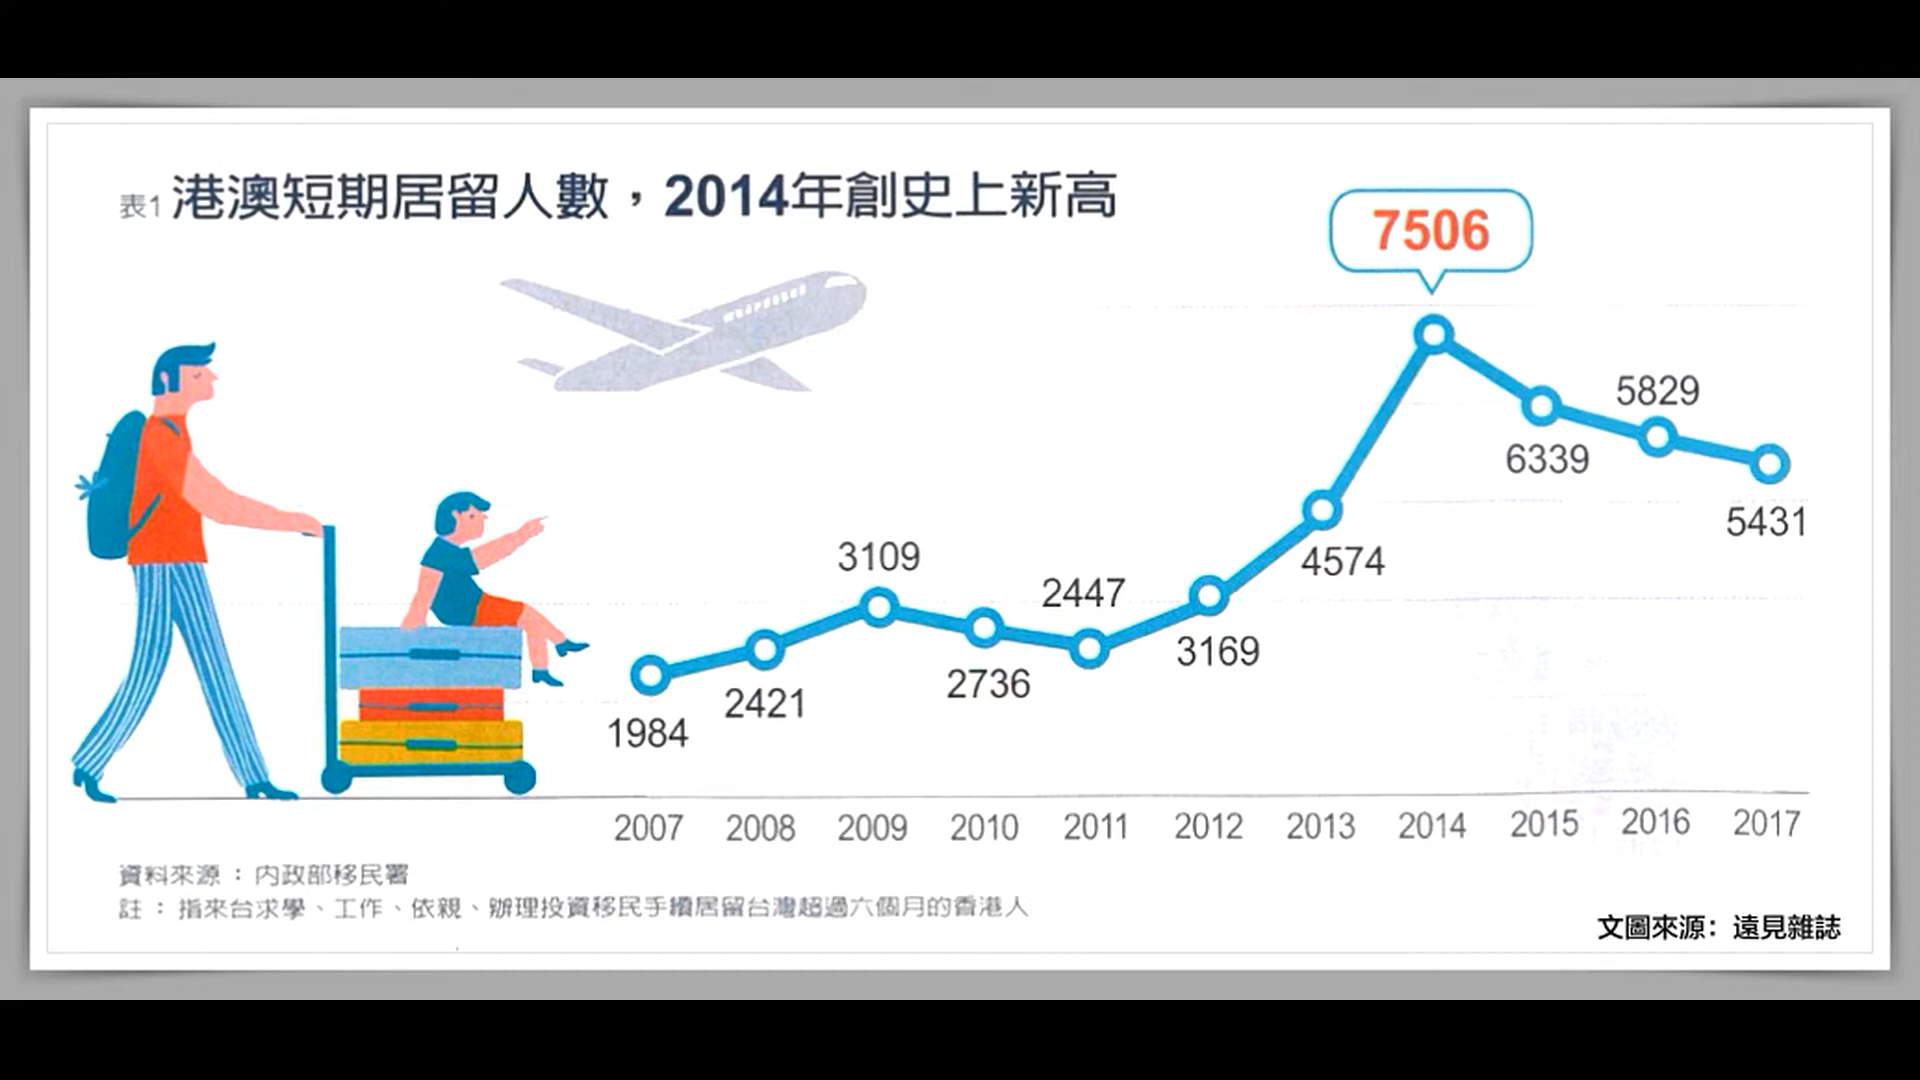 表1 港澳短期居留人數，2014年創史上新高
7506
5829
6339
5431
3109
2447
4574
3169
2736
2421
1984
2007 2008 2009 2010 2011 2012 2013 2014 2015 2016 2017
資料來源：內政部移民署
註：指來台求學、工作、依親、辦理投資移民手續居留台灣超過六個月的香港人
文圖來源：遠見雜誌